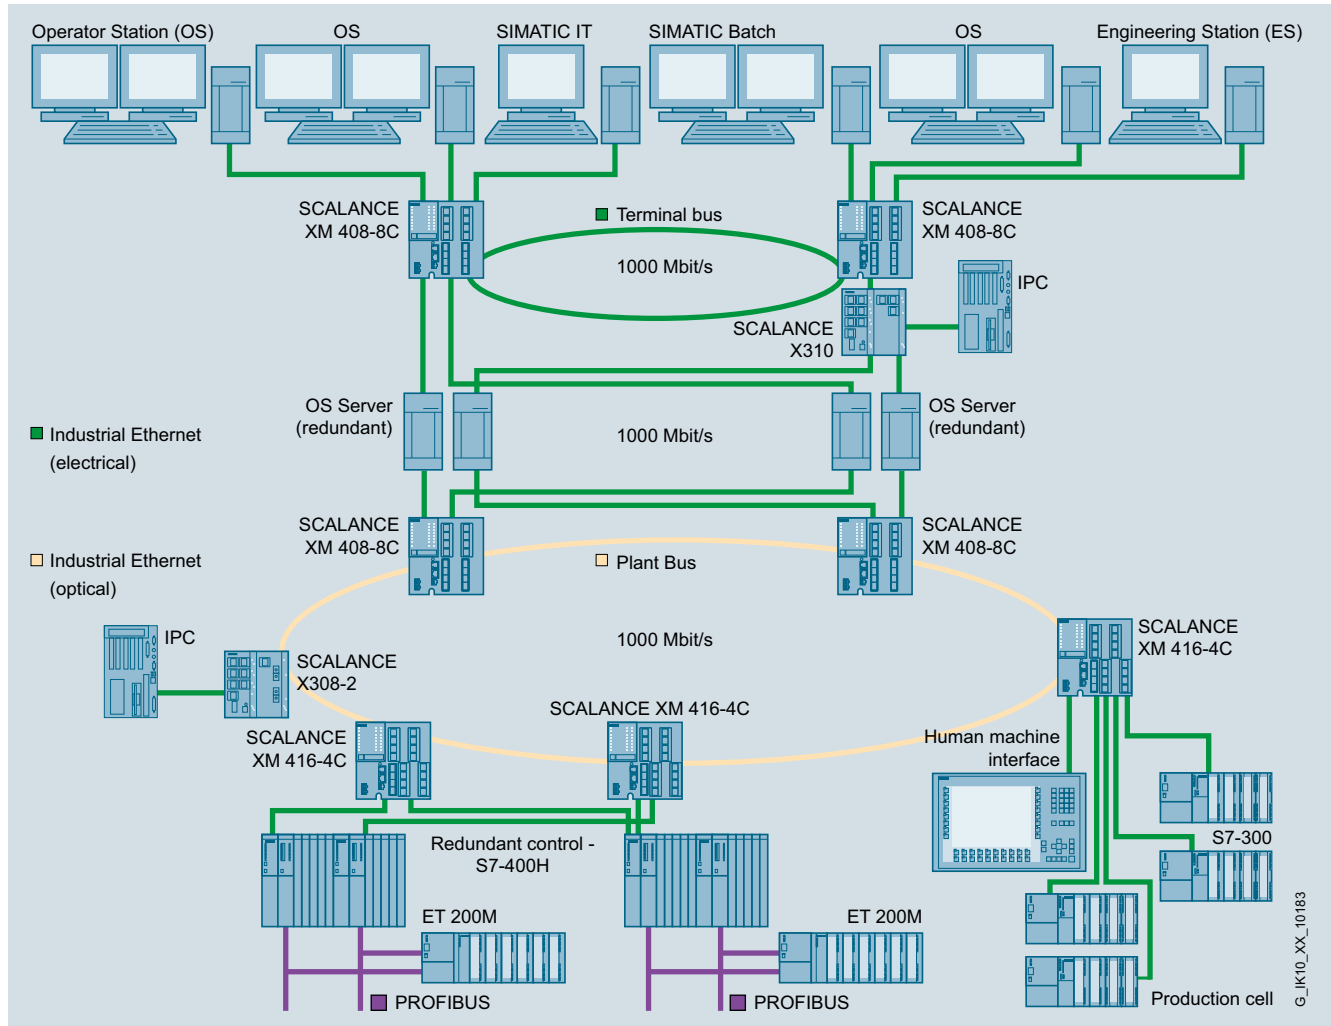 Operator Station (OS)
OS
SIMATIC IT
SIMATIC Batch
OS
Engineering Station (ES)
SCALANCE
XM 408-8C
Terminal bus
SCALANCE
XM 408-8C
1000 Mbit/s
IPC
SCALANCE
X310
OS Server
(redundant)
OS Server
(redundant)
Industrial Ethernet
(electrical)
1000 Mbit/s
SCALANCE
XM 408-8C
SCALANCE
XM 408-8C
Industrial Ethernet
(optical)
Plant Bus
IPC
SCALANCE
X308-2
1000 Mbit/s
SCALANCE
XM 416-4C
SCALANCE XM 416-4C
SCALANCE
XM 416-4C
Human machine
interface
Redundant control -
S7-400H
S7-300
ET 200M
ET 200M
PROFIBUS
PROFIBUS
Production cell
G_IK10_XX_10183